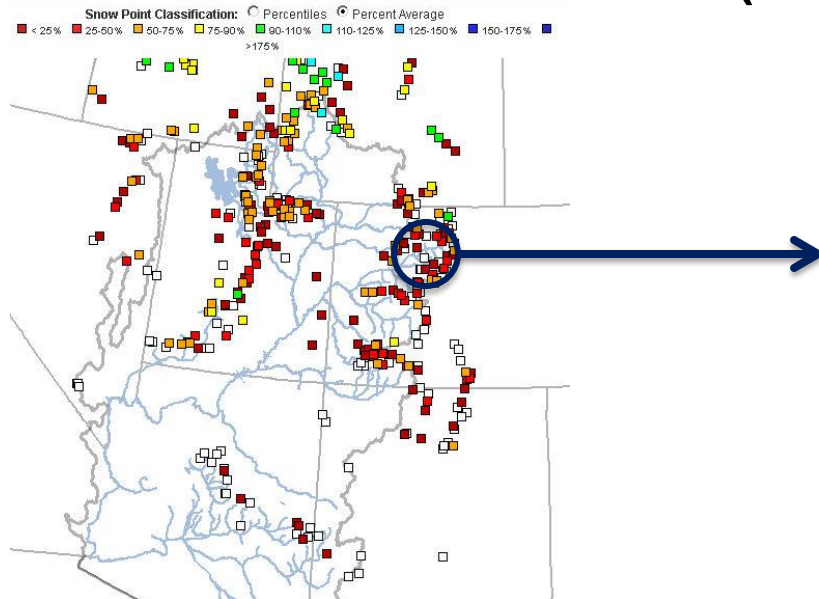 Snow Point Classification: Percentiles Percent Average
< 25% 25-50% 50-75% 75-90% 90-110% 110-125% 125-150% 150-175%
>175%
(